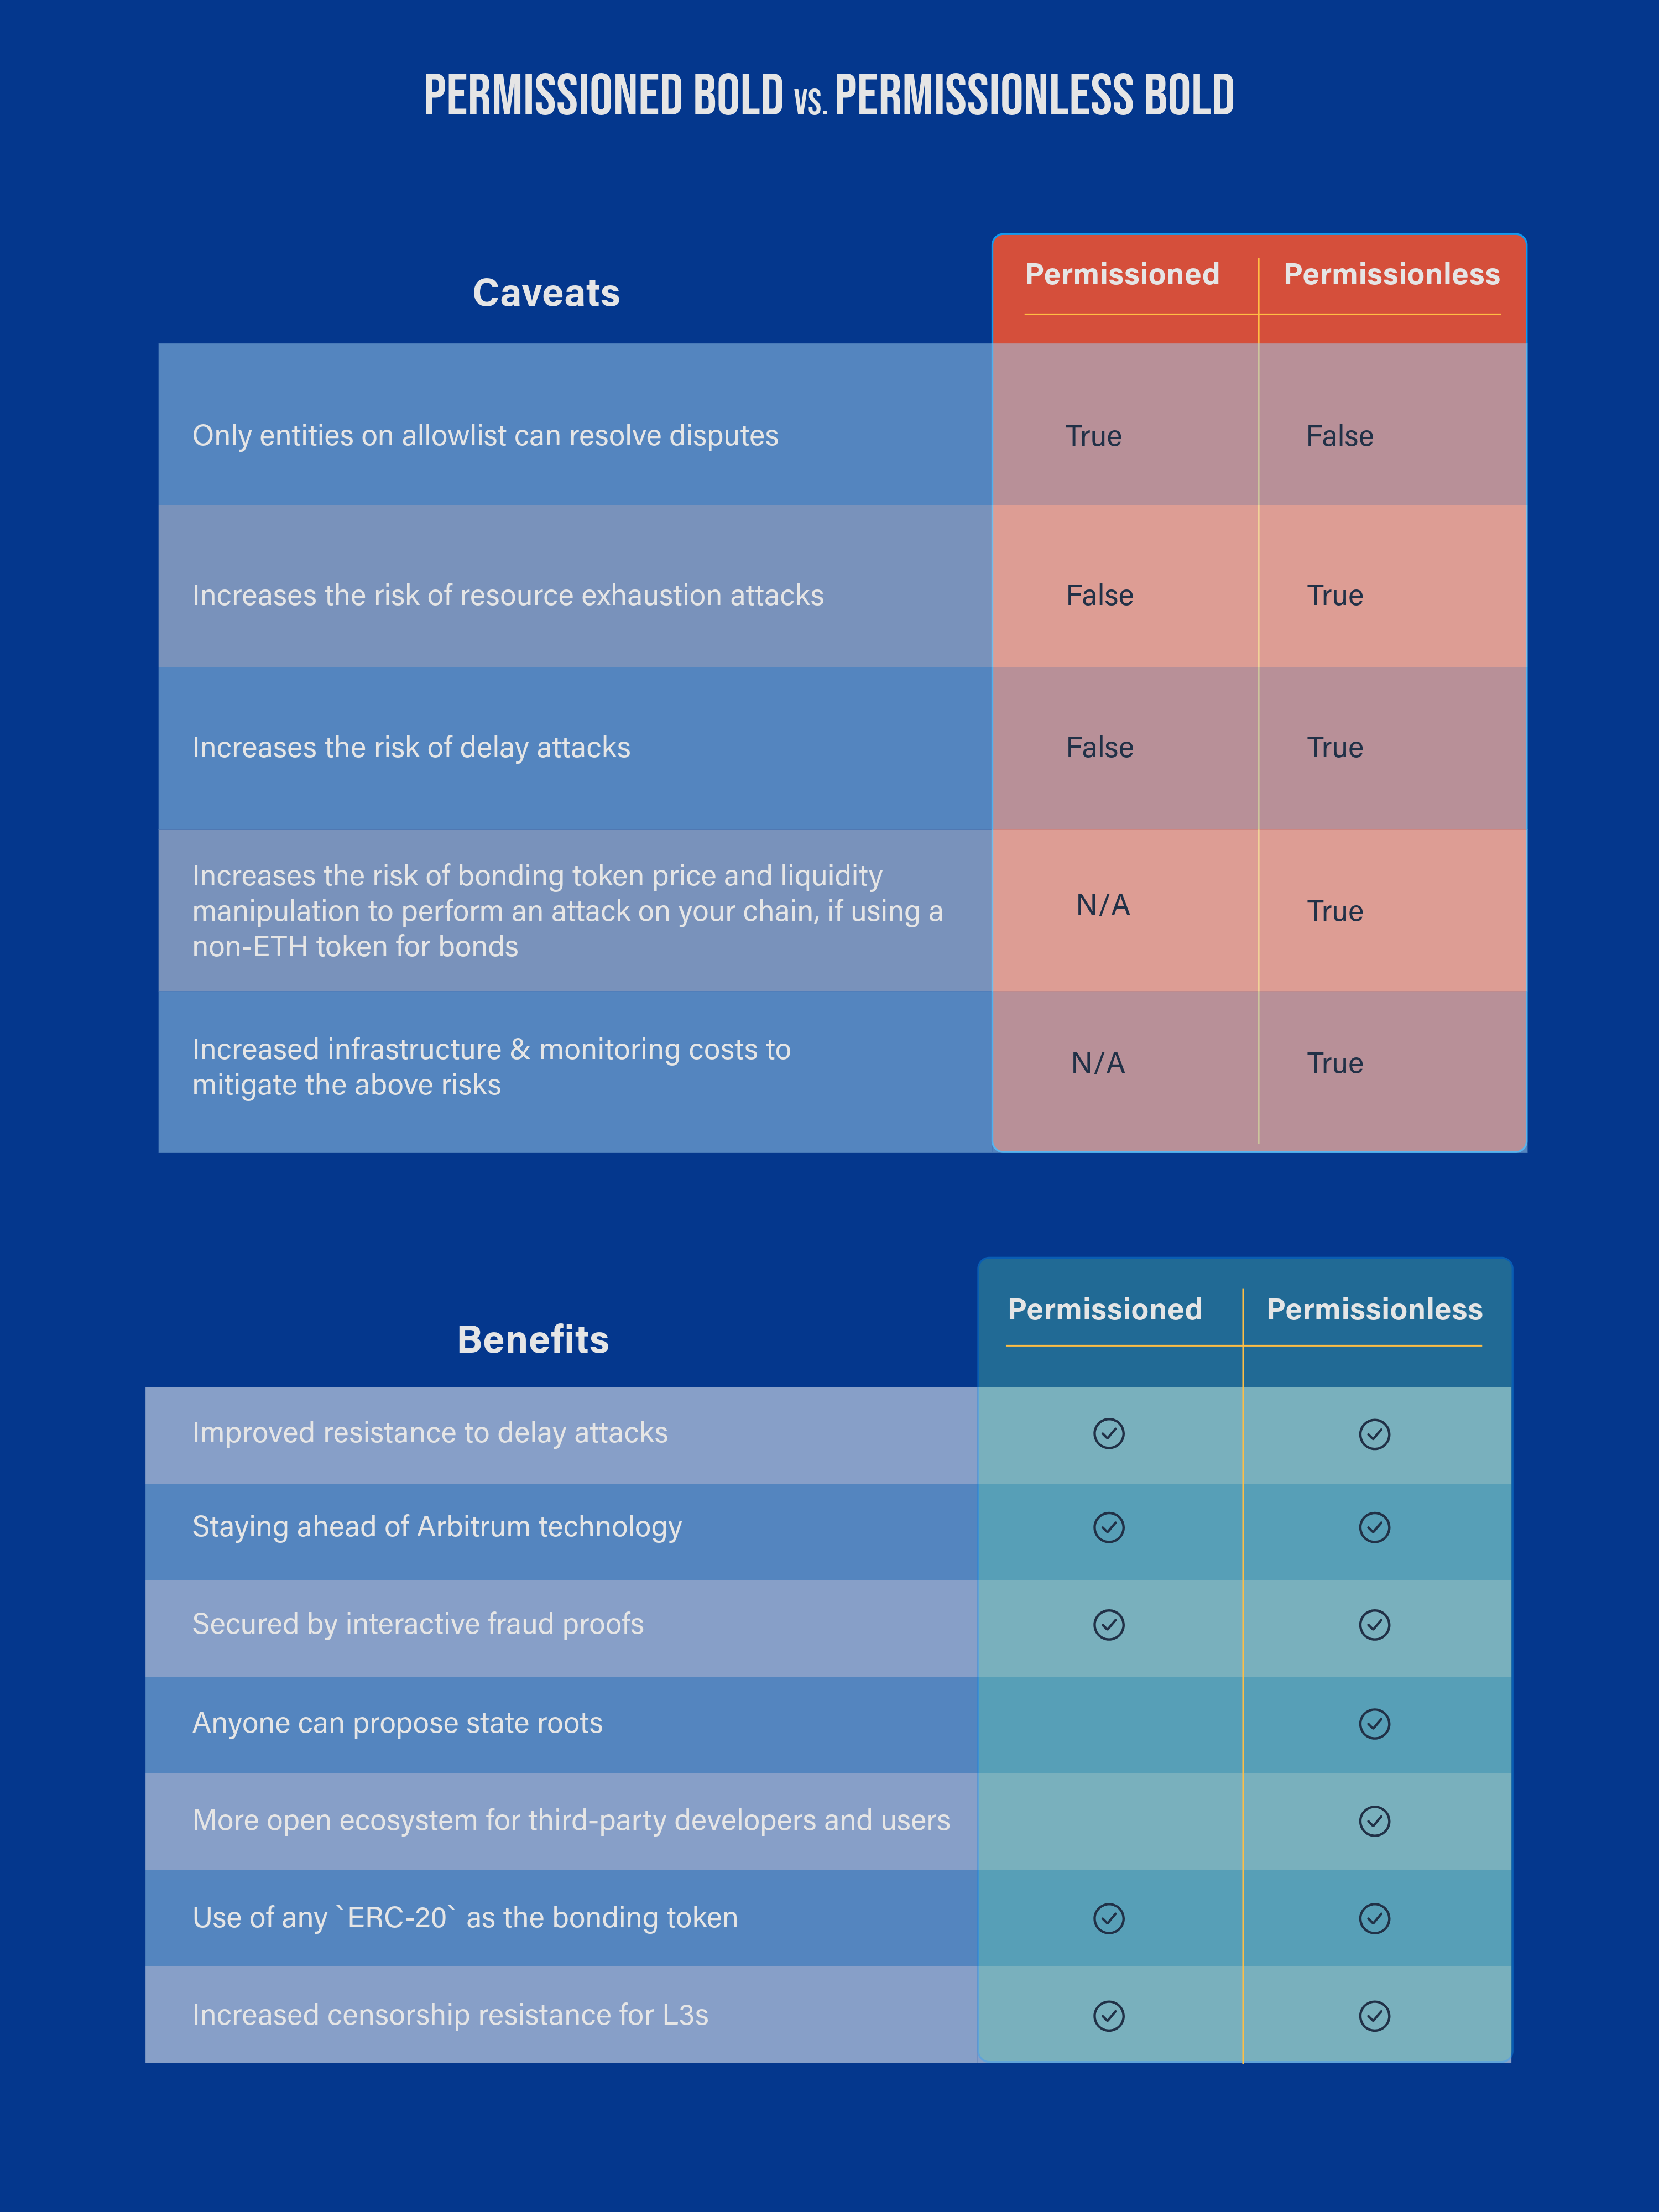 PERMISSIONED BOLD VS. PERMISSIONLESS BOLD
Caveats
Permissioned
Permissionless
Only entities on allowlist can resolve disputes
True
False
Increases the risk of resource exhaustion attacks
False
True
Increases the risk of delay attacks
False
True
Increases the risk of bonding token price and liquidity
manipulation to perform an attack on your chain, if using a
non-ETH token for bonds
N/A
True
Increased infrastructure & monitoring costs to
mitigate the above risks
N/A
True
Benefits
Permissioned
Permissionless
Improved resistance to delay attacks
Staying ahead of Arbitrum technology
Secured by interactive fraud proofs
Anyone can propose state roots
More open ecosystem for third-party developers and users
Use of any `ERC-20` as the bonding token
Increased censorship resistance for L3s